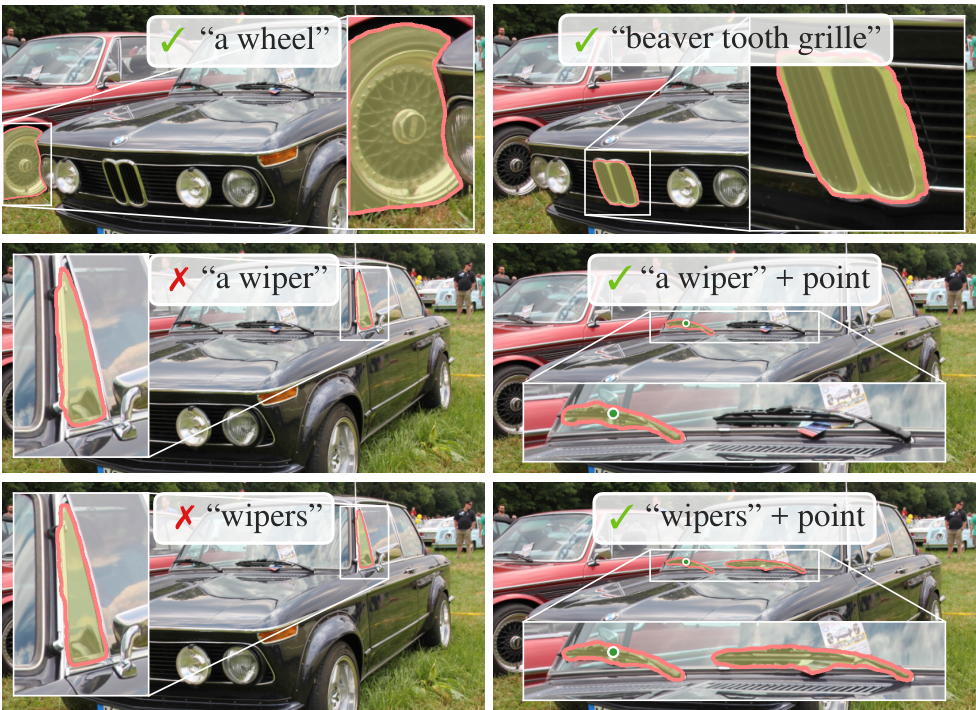 ✓ “a wheel”
✓ “beaver tooth grille”
✗ “a wiper”
✓ “a wiper” + point
✗ “wipers”
✓ “wipers” + point